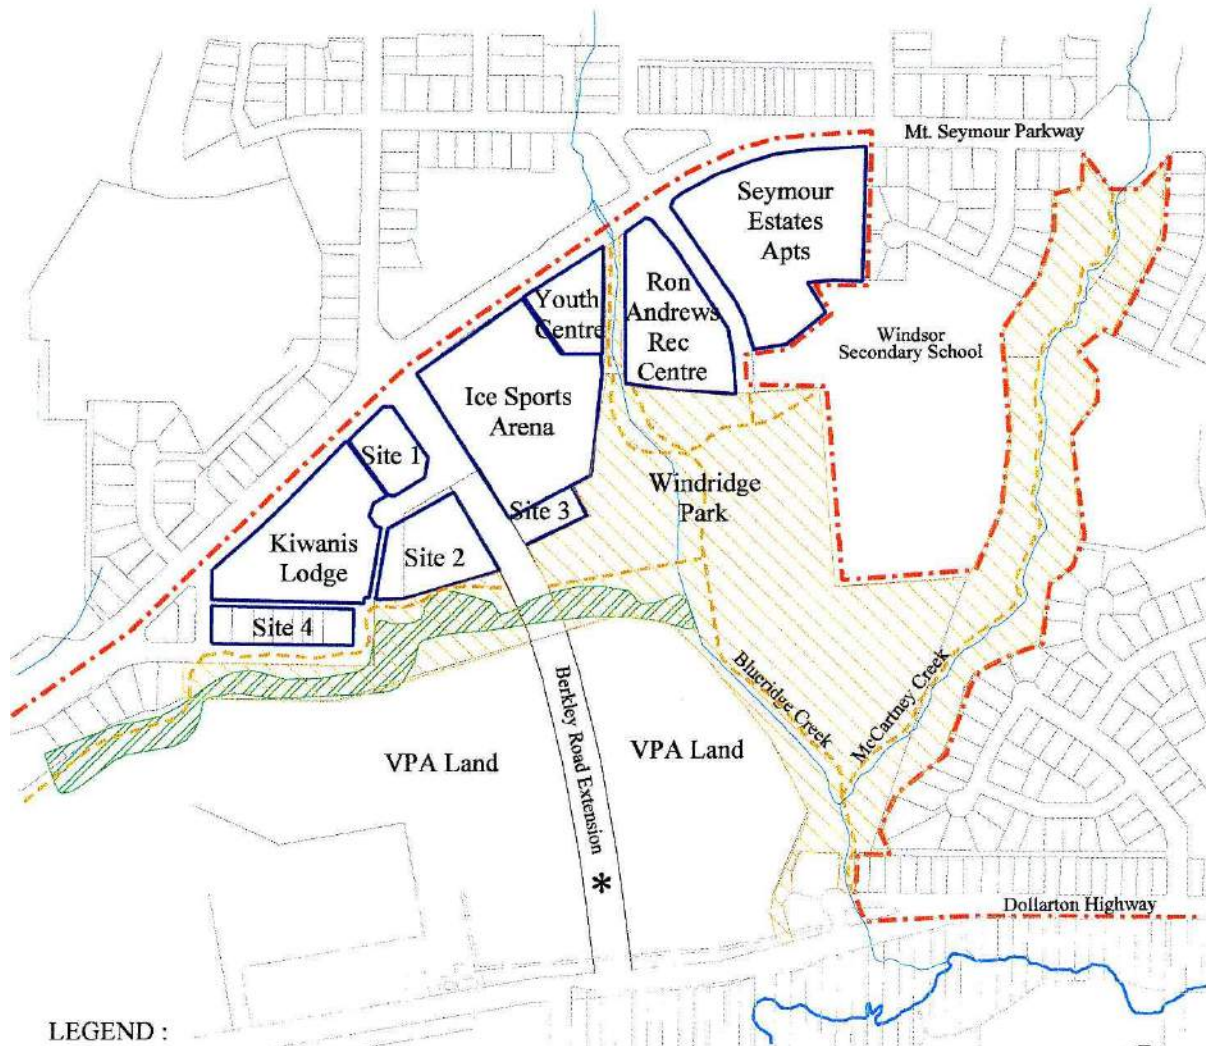 Mt. Seymour Parkway
Seymour
Estates
Apts
Youth
Centre
Ron
Andrews
Rec
Centre
Windsor
Secondary School
Ice Sports
Arena
Site 1
Windridge
Park
Site 3
Kiwanis
Lodge
Site 2
Site 4
Blueridge Creek
McCartney Creek
Berkley Road Extension
*
VPA Land
VPA Land
Dollarton Highway
LEGEND :